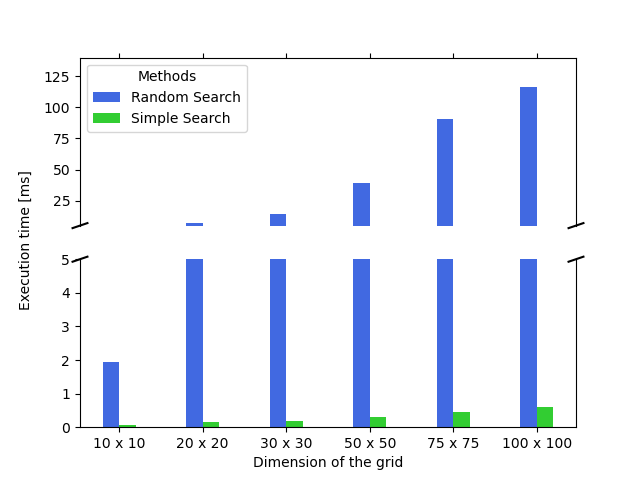 Methods
Random Search
Simple Search
Execution time [ms]
125
100
75
50
25
5
4
3
2
1
0
10 x 10 20 x 20 30 x 30 50 x 50 75 x 75 100 x 100
Dimension of the grid